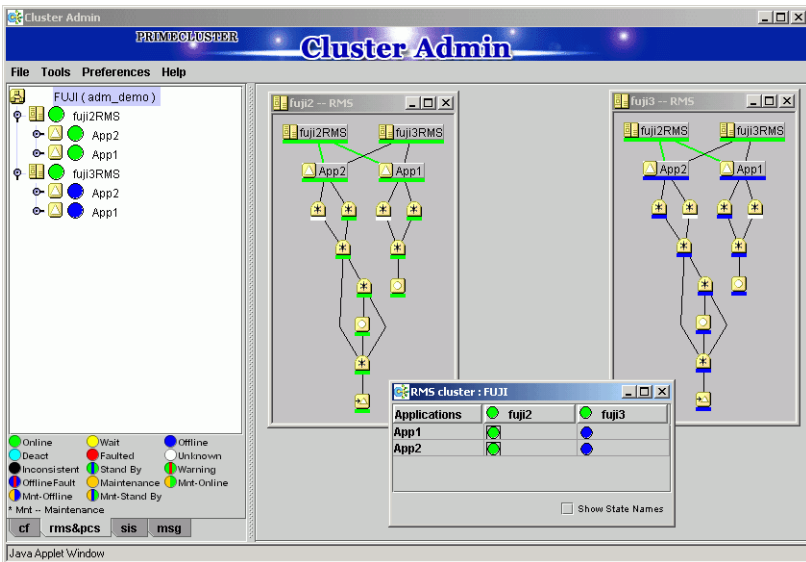 Cluster Admin
PRIMECLUSTER
Cluster Admin
File Tools Preferences Help
FUJI ( adm_demo )
fuji2RMS
App2
App1
fuji3RMS
App2
App1
fuji2 -- RMS
fuji2RMS fuji3RMS
App2 App1
fuji3 -- RMS
fuji2RMS fuji3RMS
App2 App1
RMS cluster : FUJI
Applications fuji2 fuji3
App1
App2
Show State Names
Online Wait Offline
Deact Faulted Unknown
Inconsistent Stand By Warning
OfflineFault Maintenance Mnt-Online
Mnt-Offline Mnt-Stand By
* Mnt -- Maintenance
cf rms&pcs sis msg
Java Applet Window